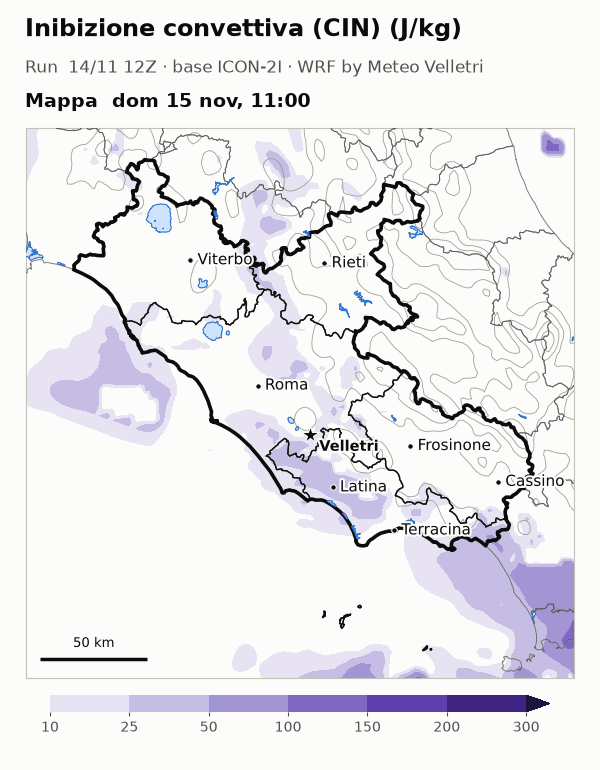 Inibizione convettiva (CIN) (J/kg)
Run 14/11 12Z · base ICON-2I · WRF by Meteo Velletri
Mappa dom 15 nov, 11:00
Viterbo
Rieti
Roma
Velletri
Frosinone
Latina
Cassino
Terracina
50 km
10 25 50 100 150 200 300